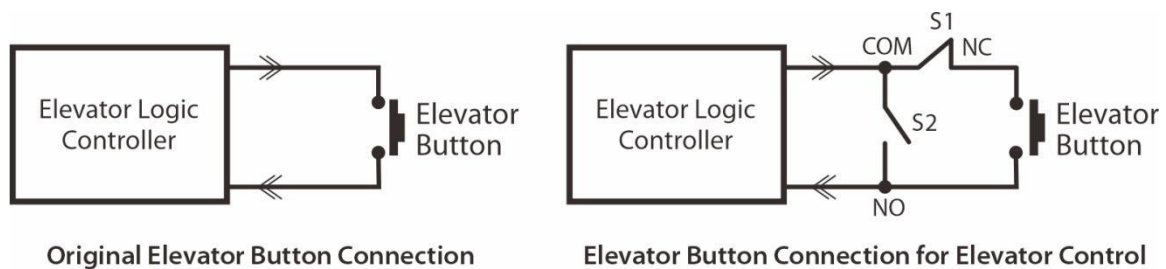 Elevator Logic
Controller
Elevator
Button
Original Elevator Button Connection
S1
COM
NC
Elevator Logic
Controller
S2
Elevator
Button
NO
Elevator Button Connection for Elevator Control